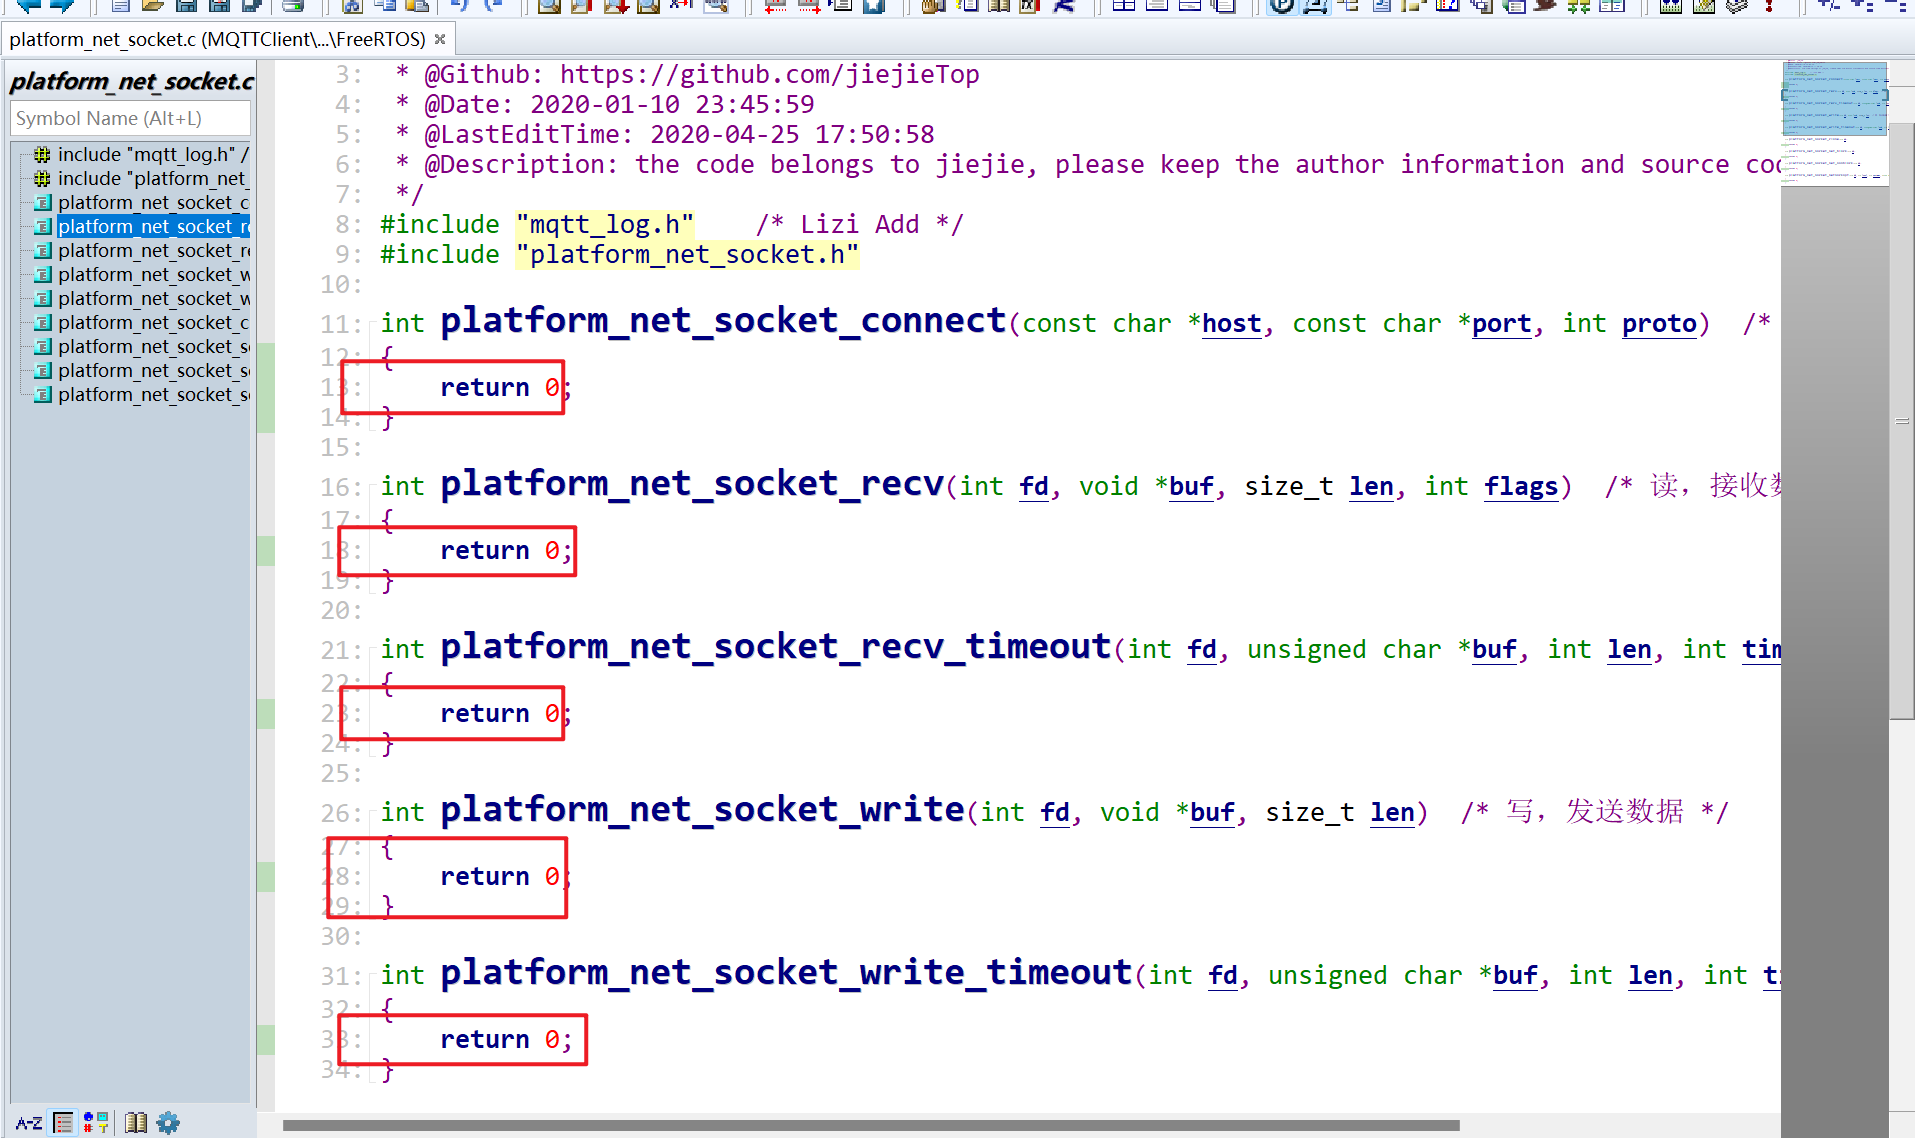 platform_net_socket.c (MQTTClient\...\FreeRTOS)
platform_net_socket.c
Symbol Name (Alt+L)
include "mqtt_log.h" /
include "platform_net_
platform_net_socket_c
platform_net_socket_re
platform_net_socket_re
platform_net_socket_w
platform_net_socket_w
platform_net_socket_c
platform_net_socket_s
platform_net_socket_s
platform_net_socket_s
A-Z
3: * @Github: https://github.com/jiejieTop
4: * @Date: 2020-01-10 23:45:59
5: * @LastEditTime: 2020-04-25 17:50:58
6: * @Description: the code belongs to jiejie, please keep the author information and source co
7: */
8: #include "mqtt_log.h" /* Lizi Add */
9: #include "platform_net_socket.h"
10:
11: int platform_net_socket_connect(const char *host, const char *port, int proto) /*
12: {
13: return 0;
14: }
15:
16: int platform_net_socket_recv(int fd, void *buf, size_t len, int flags) /* 读，接收数
17: {
18: return 0;
19: }
20:
21: int platform_net_socket_recv_timeout(int fd, unsigned char *buf, int len, int tim
22: {
23: return 0;
24: }
25:
26: int platform_net_socket_write(int fd, void *buf, size_t len) /* 写，发送数据 */
27: {
28: return 0;
29: }
30:
31: int platform_net_socket_write_timeout(int fd, unsigned char *buf, int len, int t
32: {
33: return 0;
34: }